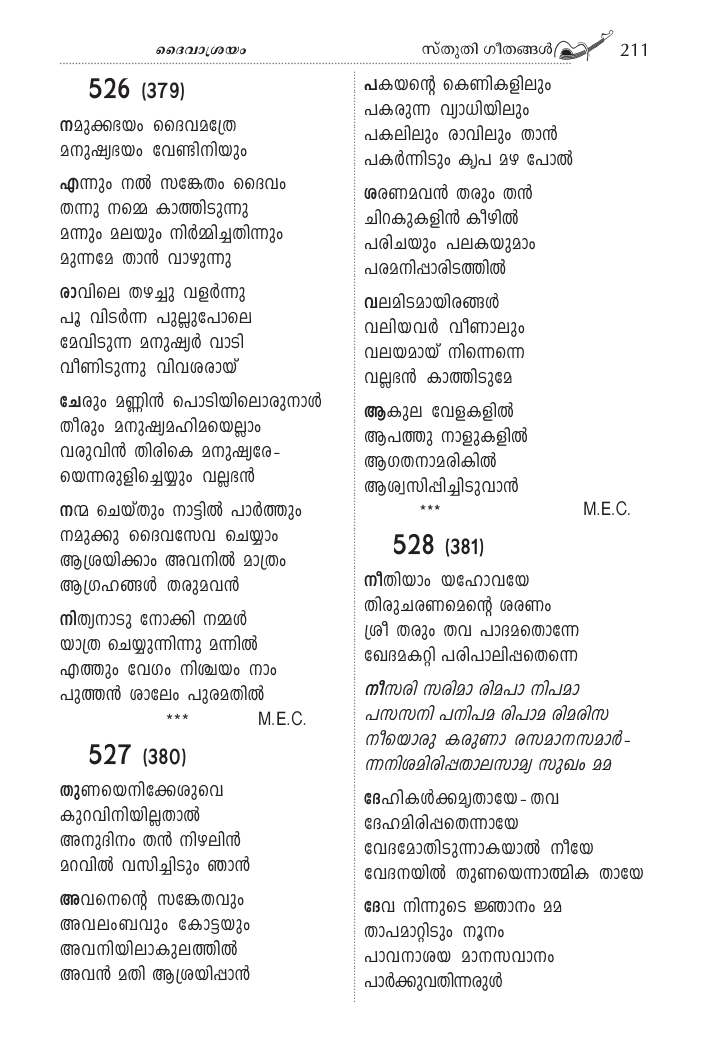 ദൈവാശ്രയം
സ്തുതി ഗീതങ്ങൾ 211
526 (379)
നമുക്കഭയം ദൈവമത്രേ
മനുഷ്യഭയം വേണ്ടിനിയും
എന്നും നൽ സങ്കേതം ദൈവം
തന്നു നമ്മെ കാത്തിടുന്നു
മന്നും മലയും നിർമ്മിച്ചതിന്നും
മുന്നമേ താൻ വാഴുന്നു
രാവിലെ തഴച്ചു വളർന്നു
പൂ വിടർന്ന പുല്ലുപോലെ
മേവിടുന്ന മനുഷ്യർ വാടി
വീണിടുന്നു വിവശരായ്
ചേരും മണ്ണിൻ പൊടിയിലൊരുനാൾ
തീരും മനുഷ്യമഹിമയെല്ലാം
വരുവിൻ തിരികെ മനുഷ്യരേ-
യെന്നരുളിച്ചെയ്യും വല്ലഭൻ
നന്മ ചെയ്തും നാട്ടിൽ പാർത്തും
നമുക്കു ദൈവസേവ ചെയ്യാം
ആശ്രയിക്കാം അവനിൽ മാത്രം
ആഗ്രഹങ്ങൾ തരുമവൻ
നിത്യനാടു നോക്കി നമ്മൾ
യാത്ര ചെയ്യുന്നിന്നു മന്നിൽ
എത്തും വേഗം നിശ്ചയം നാം
പുത്തൻ ശാലേം പുരമതിൽ
*** M.E.C.
527 (380)
തുണയെനിക്കേശുവെ
കുറവിനിയില്ലതാൽ
അനുദിനം തൻ നിഴലിൻ
മറവിൽ വസിച്ചിടും ഞാൻ
അവനെന്റെ സങ്കേതവും
അവലംബവും കോട്ടയും
അവനിയിലാകുലത്തിൽ
അവൻ മതി ആശ്രയിപ്പാൻ
പകയന്റെ കെണികളിലും
പകരുന്ന വ്യാധിയിലും
പകലിലും രാവിലും താൻ
പകർന്നിടും കൃപ മഴ പോൽ
ശരണമവൻ തരും തൻ
ചിറകുകളിൻ കീഴിൽ
പരിചയും പലകയുമാം
പരമനിപ്പാരിടത്തിൽ
വലമിടമായിരങ്ങൾ
വലിയവർ വീണാലും
വലയമായ് നിന്നെന്നെ
വല്ലഭൻ കാത്തിടുമേ
ആകുല വേളകളിൽ
ആപത്തു നാളുകളിൽ
ആഗതനാമരികിൽ
ആശ്വസിപ്പിച്ചിടുവാൻ
*** M.E.C.
528 (381)
നീതിയാം യഹോവയേ
തിരുചരണമെന്റെ ശരണം
ശ്രീ തരും തവ പാദമതൊന്നേ
ഖേദമകറ്റി പരിപാലിപ്പതെന്നെ
നീസരി സരിമാ രിമപാ നിപമാ
പസസനി പനിപമ രിപാമ രിമരിസ
നീയൊരു കരുണാ രസമാനസമാർ-
ന്നനിശമിരിപ്പതാലസാമ്യ സുഖം മമ
ദേഹികൾക്കമൃതായേ - തവ
ദേഹമിരിപ്പതെന്നായേ
വേദമോതിടുന്നാകയാൽ നീയേ
വേദനയിൽ തുണയെന്നാത്മിക തായേ
ദേവ നിന്നുടെ ജ്ഞാനം മമ
താപമാറ്റിടും നൂനം
പാവനാശയ മാനസവാനം
പാർക്കുവതിന്നരുൾ